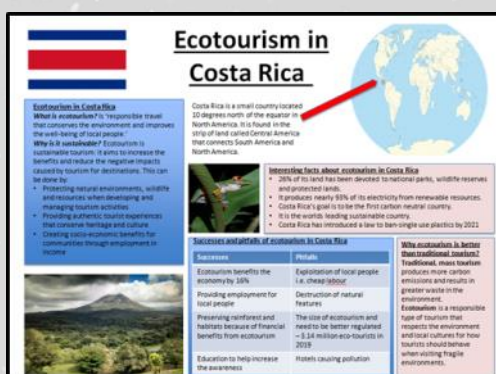 Ecotourism in
Costa Rica
Ecotourism in Costa Rica
What is ecotourism? Is 'responsible travel
that conserves the environment and improves
the well-being of local people.'
Why is it sustainable? Ecotourism is
sustainable tourism: it aims to increase the
benefits and reduce the negative impacts
caused by tourism for destinations. This can
be done by:
• Protecting natural environments, wildlife
and resources when developing and
managing tourism activities
• Providing authentic tourist experiences
that conserve heritage and culture
• Creating socio-economic benefits for
communities through employment in
income
Costa Rica is a small country located
10 degrees north of the equator in
North America. It is found in the
strip of land called Central America
that connects South America and
North America.
Interesting facts about ecotourism in Costa Rica
• 26% of its land has been devoted to national parks, wildlife reserves
and protected lands.
• It produces nearly 93% of its electricity from renewable resources.
• Costa Rica's goal is to be the first carbon neutral country.
• It is the worlds leading sustainable country.
• Costa Rica has introduced a law to ban single use plastics by 2021
Successes and pitfalls of ecotourism in Costa Rica
Successes
Pitfalls
Ecotourism benefits the
economy by 16%
Exploitation of local people
i.e. cheap labour
Providing employment for
local people
Destruction of natural
features
Preserving rainforest and
habitats because of financial
benefits from ecotourism
The size of ecotourism and
need to be better regulated
– 3.14 million eco-tourists in
2019
Education to help increase
the awareness
Hotels causing pollution
Why ecotourism is better
than traditional tourism?
Traditional, mass tourism
produces more carbon
emissions and results in
greater waste in the
environment.
Ecotourism is a responsible
type of tourism that
respects the environment
and local cultures for how
tourists should behave
when visiting fragile
environments.